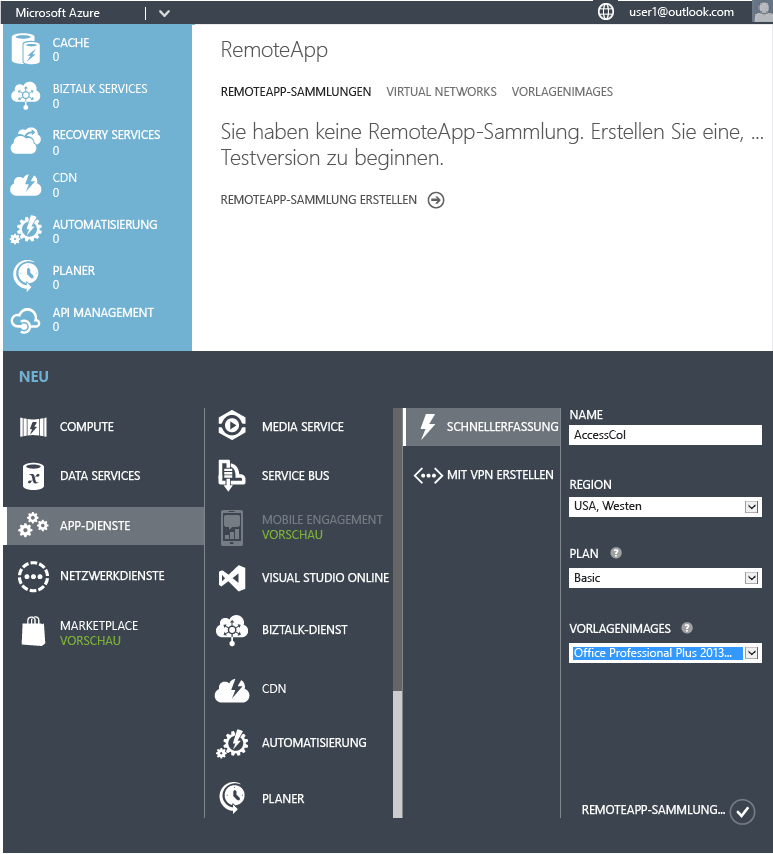 Microsoft Azure
user1@outlook.com
CACHE
0
BIZTALK SERVICES
0
RECOVERY SERVICES
0
CDN
0
AUTOMATISIERUNG
0
PLANER
0
API MANAGEMENT
0
RemoteApp
REMOTEAPP-SAMMLUNGEN VIRTUAL NETWORKS VORLAGENIMAGES
Sie haben keine RemoteApp-Sammlung. Erstellen Sie eine, ...
Testversion zu beginnen.
REMOTEAPP-SAMMLUNG ERSTELLEN
NEU
COMPUTE
DATA SERVICES
APP-DIENSTE
NETZWERKDIENSTE
MARKETPLACE
VORSCHAU
MEDIA SERVICE
SERVICE BUS
MOBILE ENGAGEMENT
VORSCHAU
VISUAL STUDIO ONLINE
BIZTALK-DIENST
CDN
AUTOMATISIERUNG
PLANER
SCHNELLERFASSUNG
MIT VPN ERSTELLEN
NAME
AccessCol
REGION
USA, Westen
PLAN ?
Basic
VORLAGENIMAGES ?
Office Professional Plus 2013...
REMOTEAPP-SAMMLUNG...